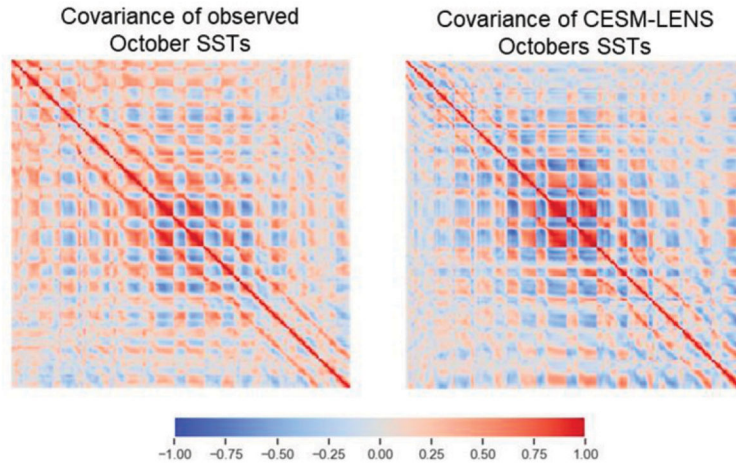 Covariance of observed
October SSTs
Covariance of CESM-LENS
Octobers SSTs
−1.00 −0.75 −0.50 −0.25 0.00 0.25 0.50 0.75 1.00